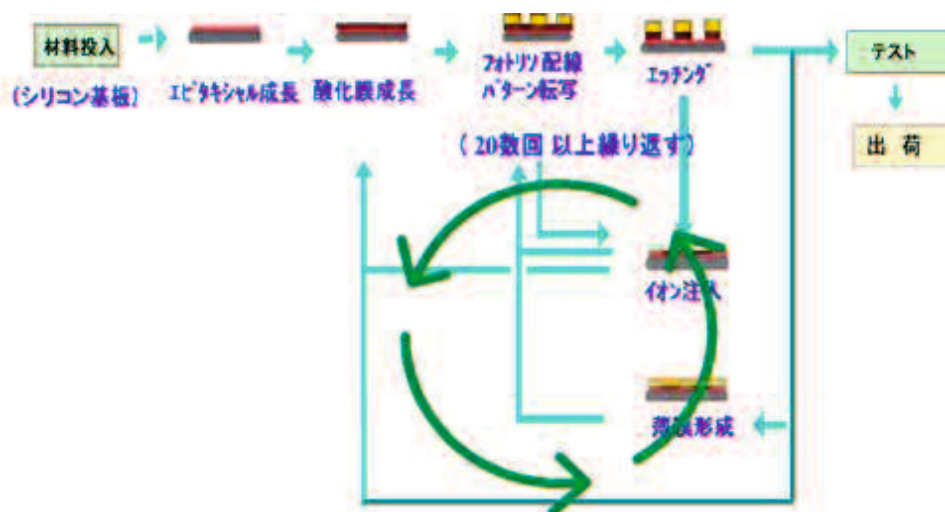 材料投入
(シリコン基板)
エピタキシャル成長
酸化膜成長
フォトリソ配線
パターン転写
エッチング
テスト
出 荷
( 20数回 以上繰り返す)
イオン注入
薄膜形成